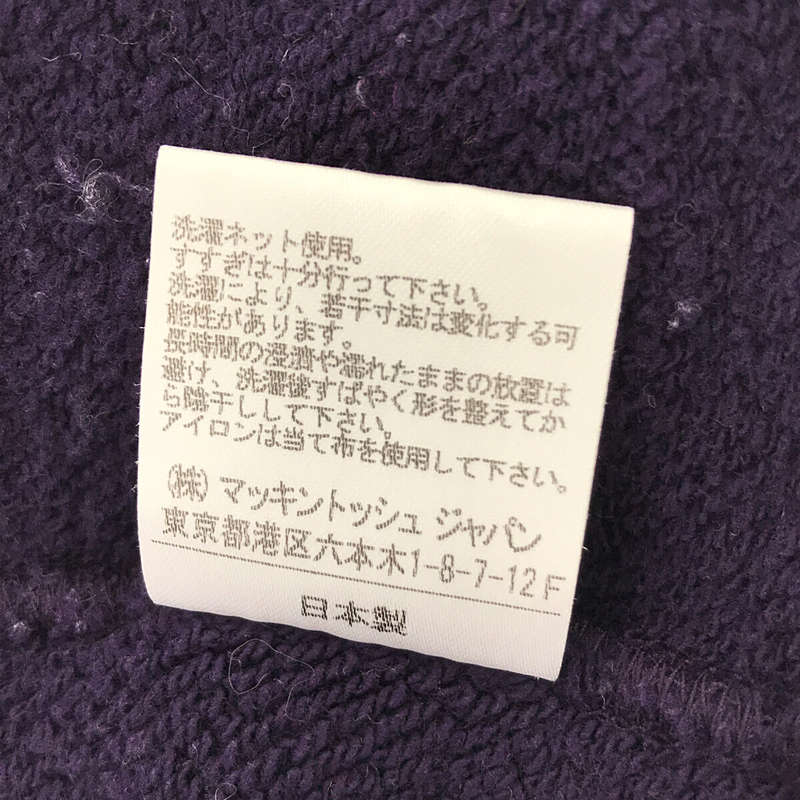 洗濯ネット使用。
すすぎは十分行って下さい。
洗濯により、若干寸法は変化する可
能性があります。
長時間の浸漬や濡れたままの放置は
避け、洗濯後すばやく形を整えてか
ら陰干しして下さい。
アイロンは当て布を使用して下さい。
(株) マッキントッシュ ジャパン
東京都港区六本木1-8-7-12F
日本製